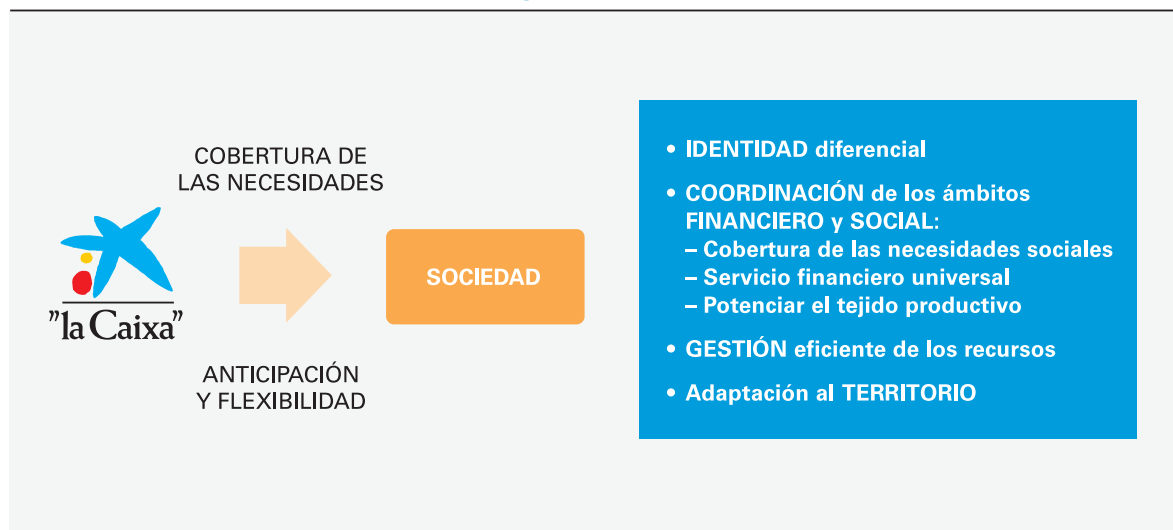 COBERTURA DE
LAS NECESIDADES
"la Caixa"
ANTICIPACIÓN
Y FLEXIBILIDAD
SOCIEDAD
• IDENTIDAD diferencial
• COORDINACIÓN de los ámbitos
FINANCIERO y SOCIAL:
– Cobertura de las necesidades sociales
– Servicio financiero universal
– Potenciar el tejido productivo
• GESTIÓN eficiente de los recursos
• Adaptación al TERRITORIO